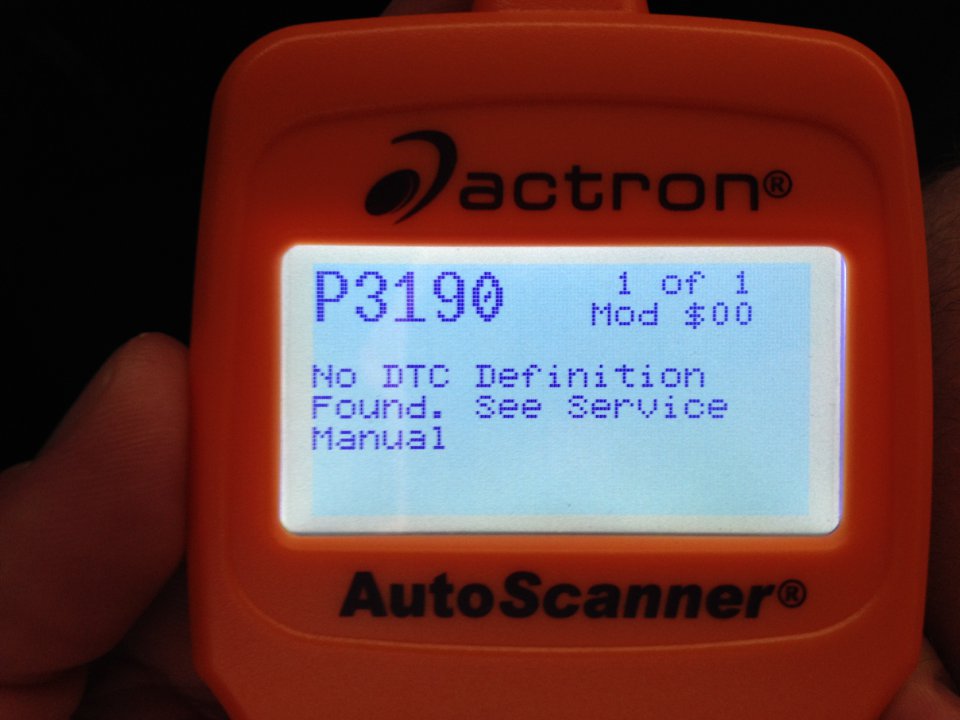 actron®
P3190 1 of 1
Mod $00
No DTC Definition
Found. See Service
Manual
AutoScanner®